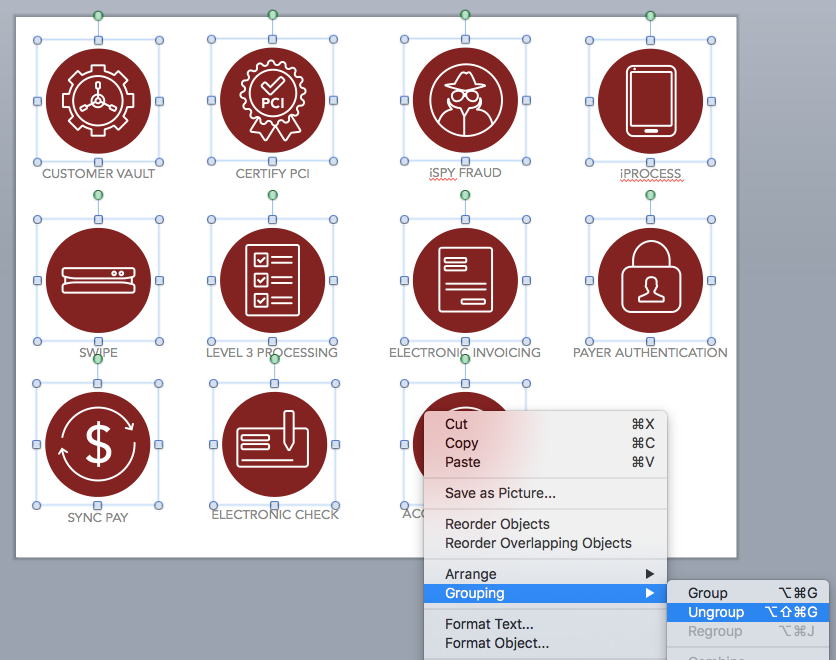 PCI
CUSTOMER VAULT
CERTIFY PCI
iSPY FRAUD
iPROCESS
SWIPE
LEVEL 3 PROCESSING
ELECTRONIC INVOICING
PAYER AUTHENTICATION
$
SYNC PAY
ELECTRONIC CHECK
Cut ⌘X
Copy ⌘C
Paste ⌘V
Save as Picture...
Reorder Objects
Reorder Overlapping Objects
Arrange ▶
Grouping ▶
Format Text...
Format Object...
Group ⌥⌘G
Ungroup ⌥⇧⌘G
Regroup ⌥⌘J